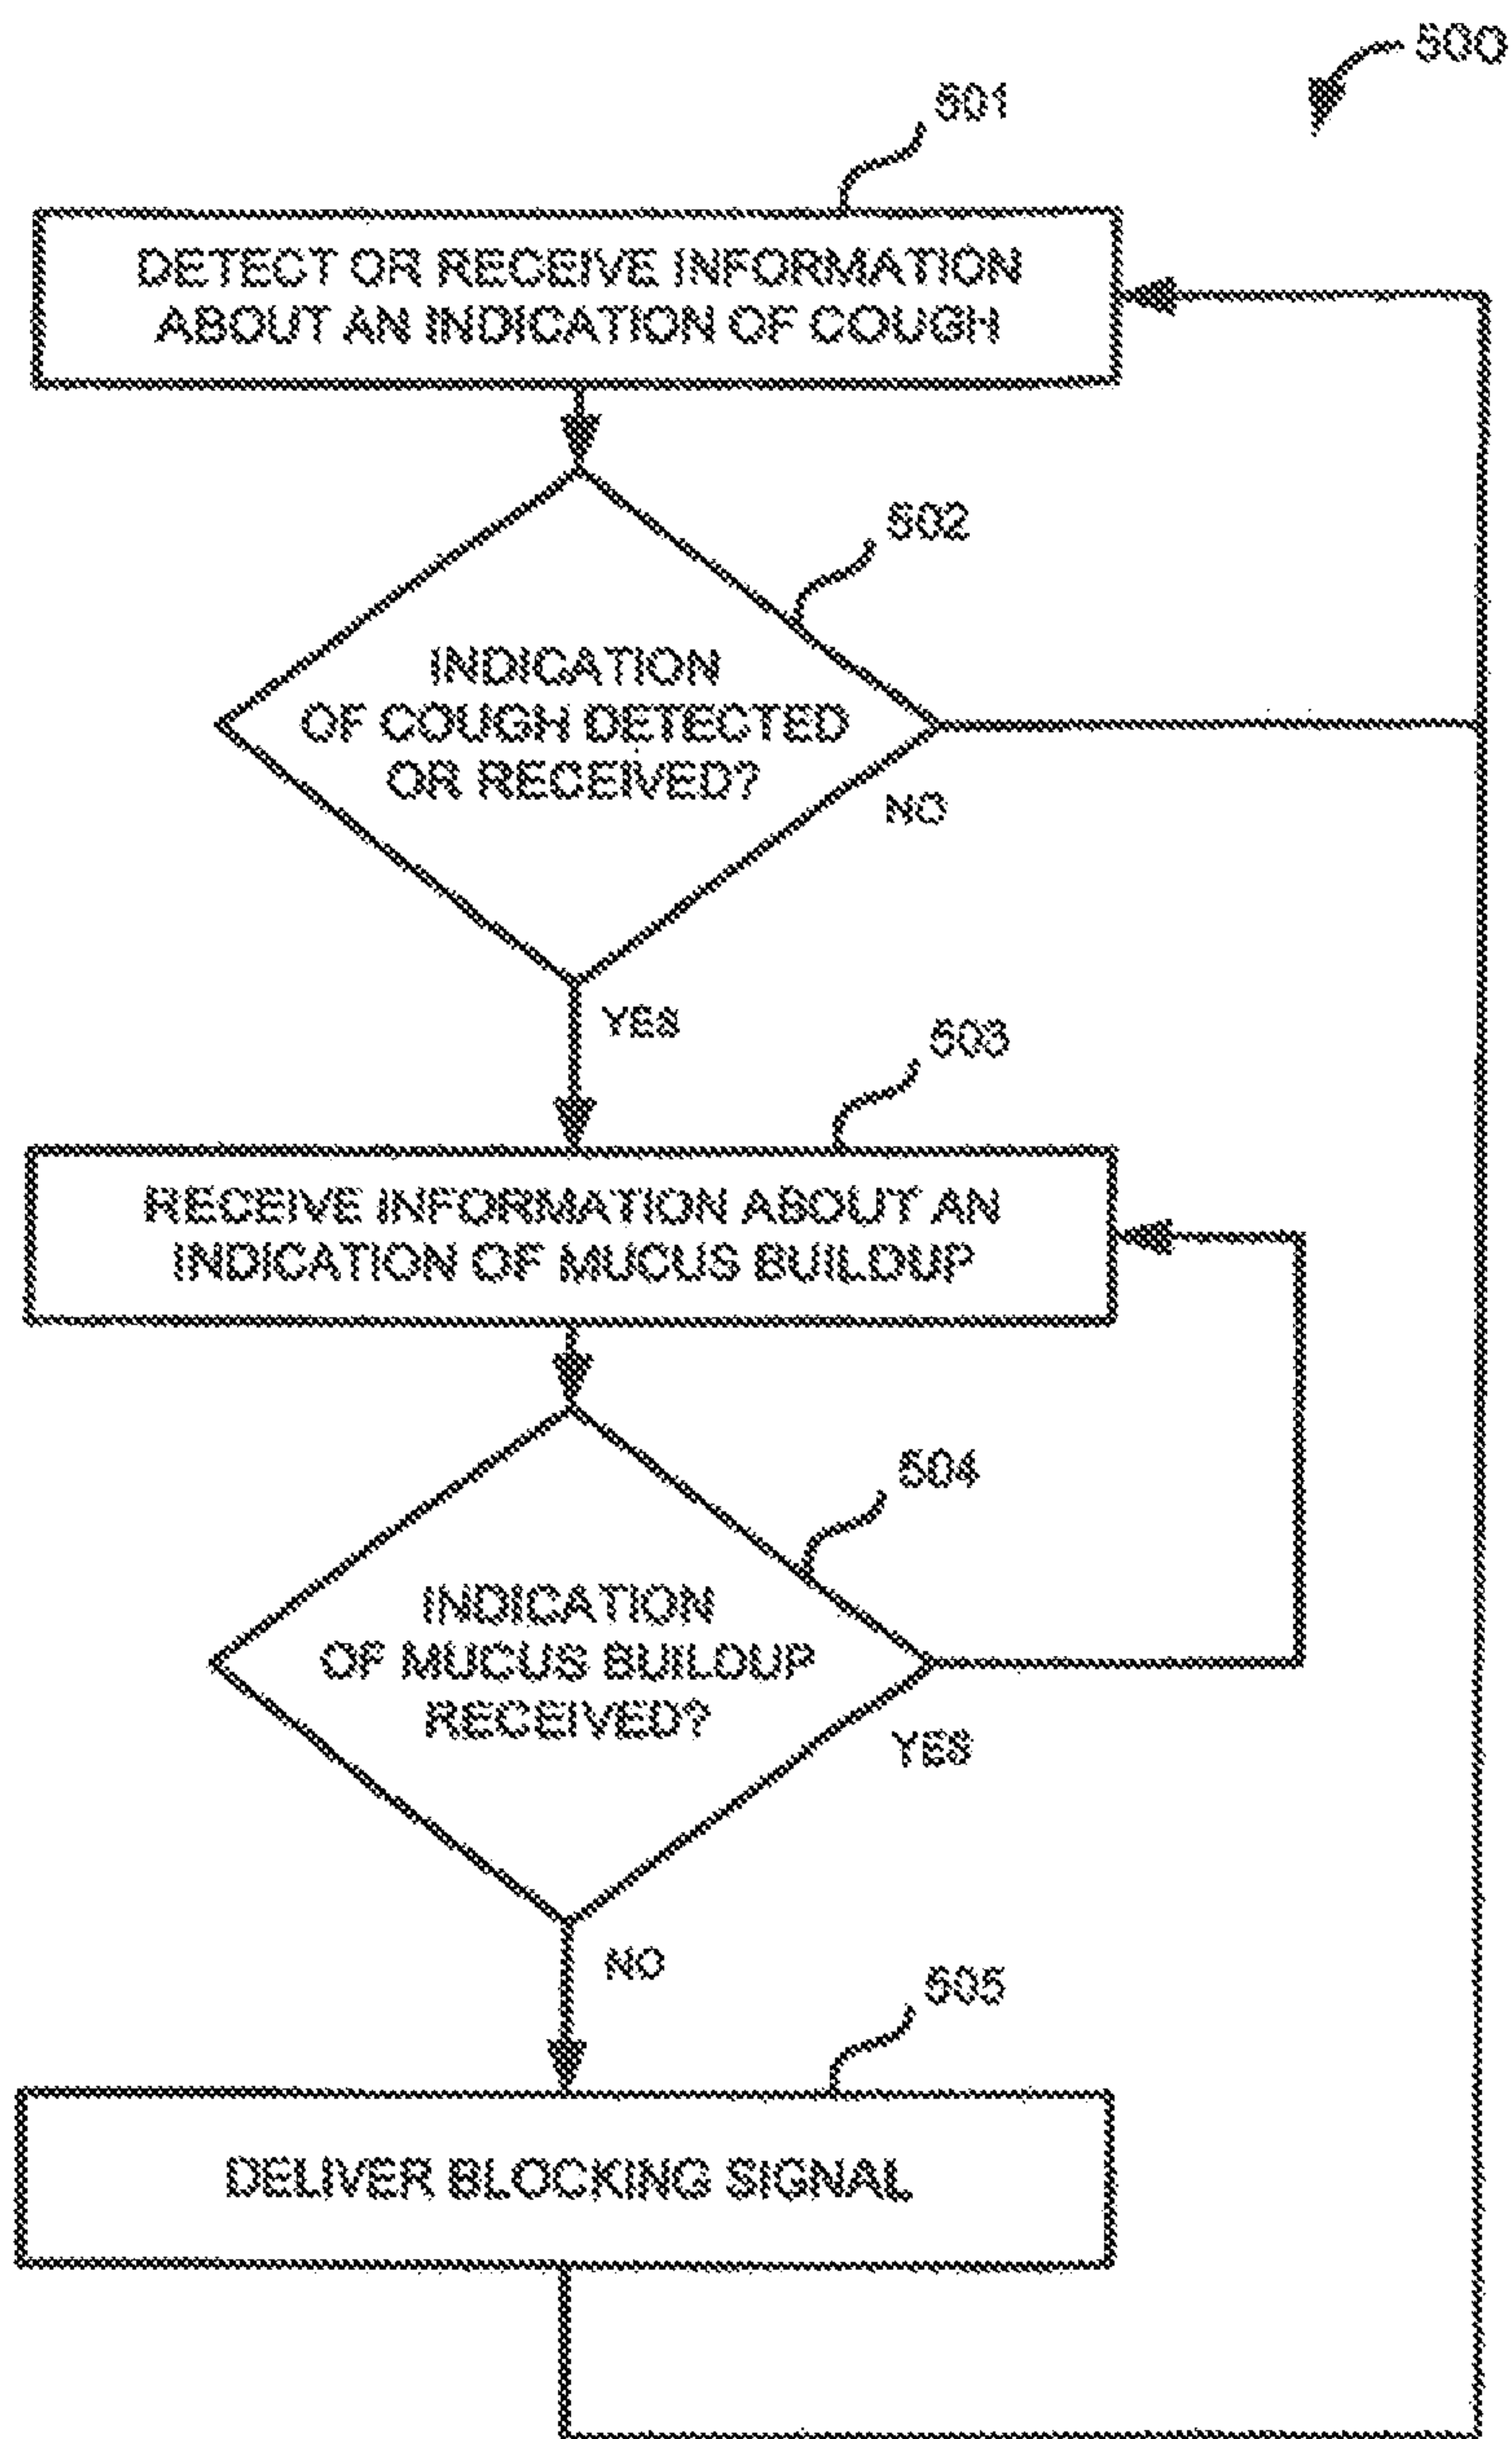 500
501
DETECT OR RECEIVE INFORMATION
ABOUT AN INDICATION OF COUGH
502
INDICATION
OF COUGH DETECTED
OR RECEIVED?
NO
YES
503
RECEIVE INFORMATION ABOUT AN
INDICATION OF MUCUS BUILDUP
504
INDICATION
OF MUCUS BUILDUP
RECEIVED?
YES
NO
505
DELIVER BLOCKING SIGNAL